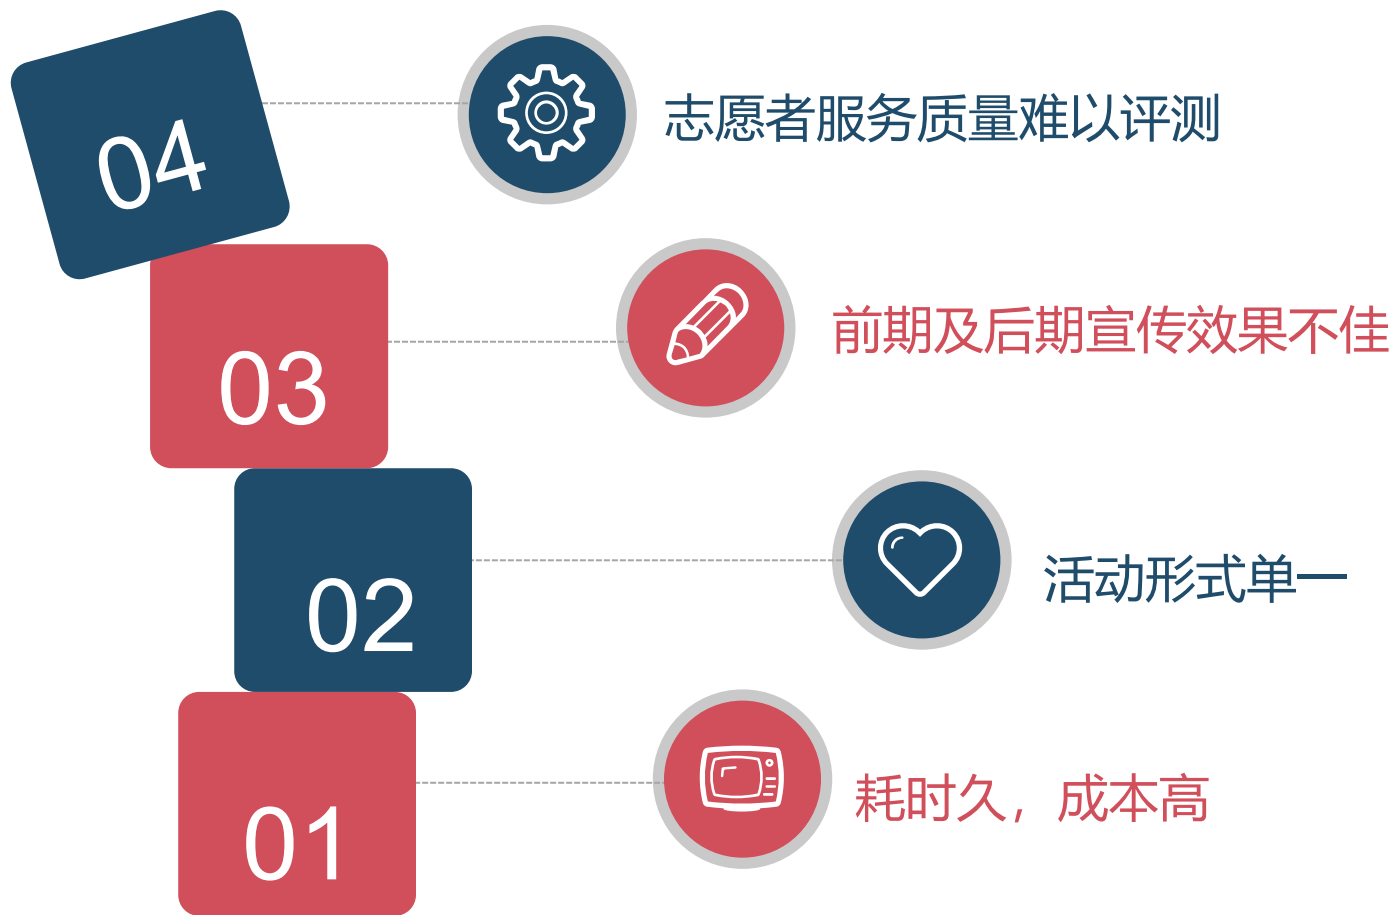 04
志愿者服务质量难以评测
03
前期及后期宣传效果不佳
02
活动形式单一
01
耗时久，成本高